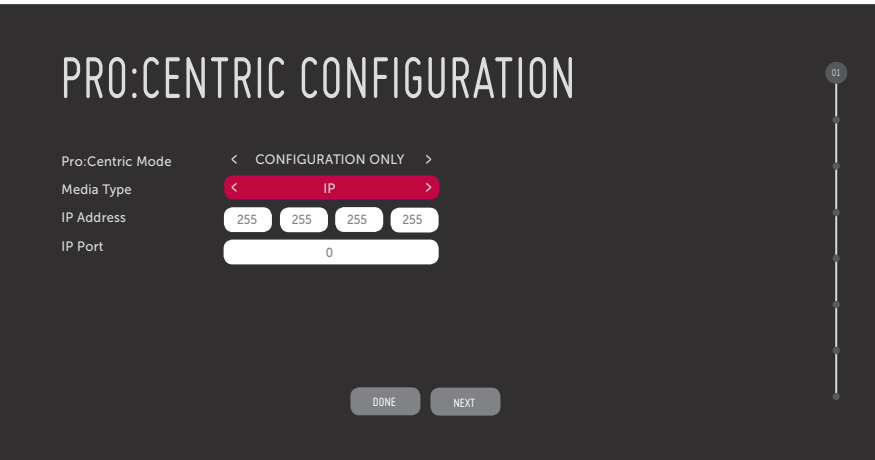 PRO:CENTRIC CONFIGURATION
01
Pro:Centric Mode < CONFIGURATION ONLY >
Media Type < IP >
IP Address 255 255 255 255
IP Port 0
DONE NEXT